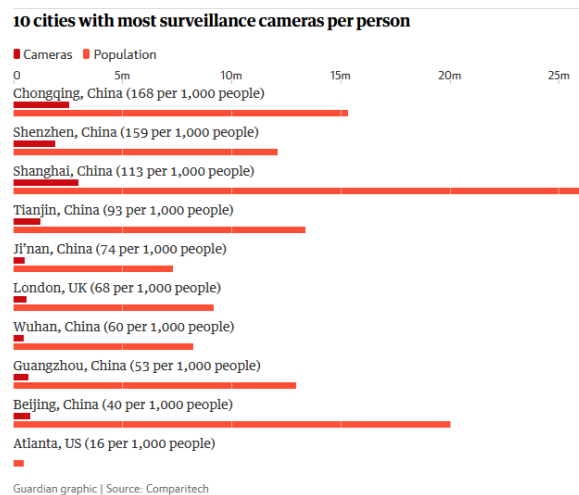 10 cities with most surveillance cameras per person
Cameras Population
0 5m 10m 15m 20m 25m
Chongqing, China (168 per 1,000 people)
Shenzhen, China (159 per 1,000 people)
Shanghai, China (113 per 1,000 people)
Tianjin, China (93 per 1,000 people)
Ji’nan, China (74 per 1,000 people)
London, UK (68 per 1,000 people)
Wuhan, China (60 per 1,000 people)
Guangzhou, China (53 per 1,000 people)
Beijing, China (40 per 1,000 people)
Atlanta, US (16 per 1,000 people)
Guardian graphic | Source: Comparitech